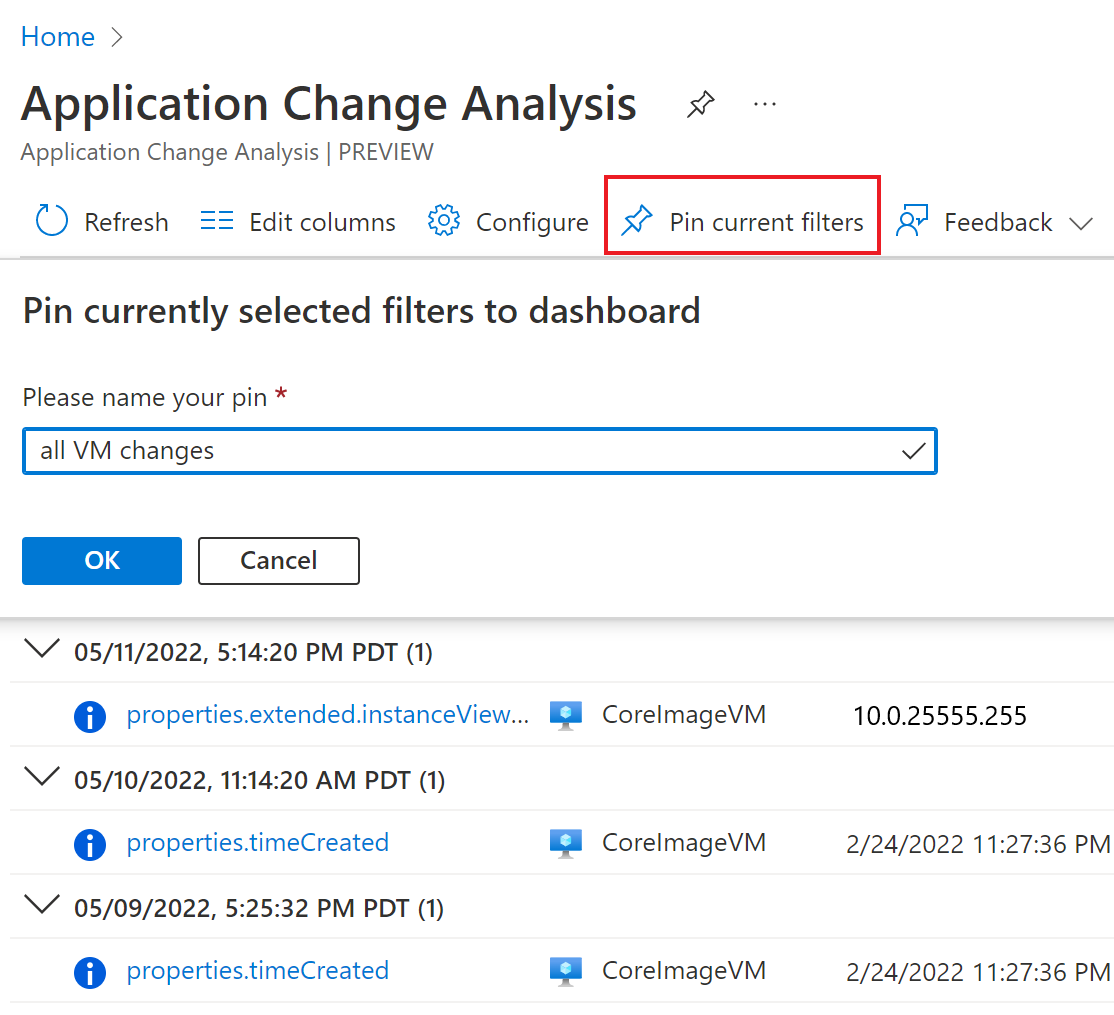 Home
Application Change Analysis
Application Change Analysis | PREVIEW
Refresh Edit columns Configure Pin current filters Feedback
Pin currently selected filters to dashboard
Please name your pin *
all VM changes
OK Cancel
05/11/2022, 5:14:20 PM PDT (1)
properties.extended.instanceView... CoreImageVM 10.0.25555.255
05/10/2022, 11:14:20 AM PDT (1)
properties.timeCreated CoreImageVM 2/24/2022 11:27:36 PM
05/09/2022, 5:25:32 PM PDT (1)
properties.timeCreated CoreImageVM 2/24/2022 11:27:36 PM